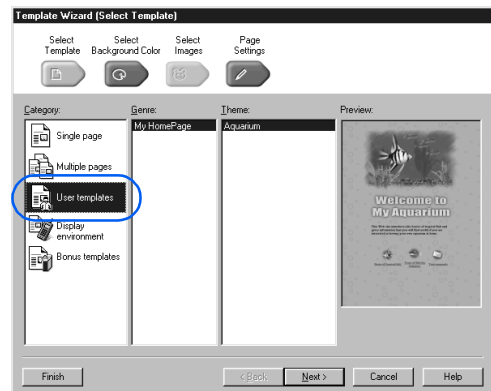 Template Wizard (Select Template)
Select Template
Select Background Color
Select Images
Page Settings
Category:
Genre:
Theme:
Preview:
Single page
Multiple pages
User templates
Display environment
Bonus templates
My HomePage
Aquarium
Welcome to
My Aquarium
Finish
< Back
Next >
Cancel
Help